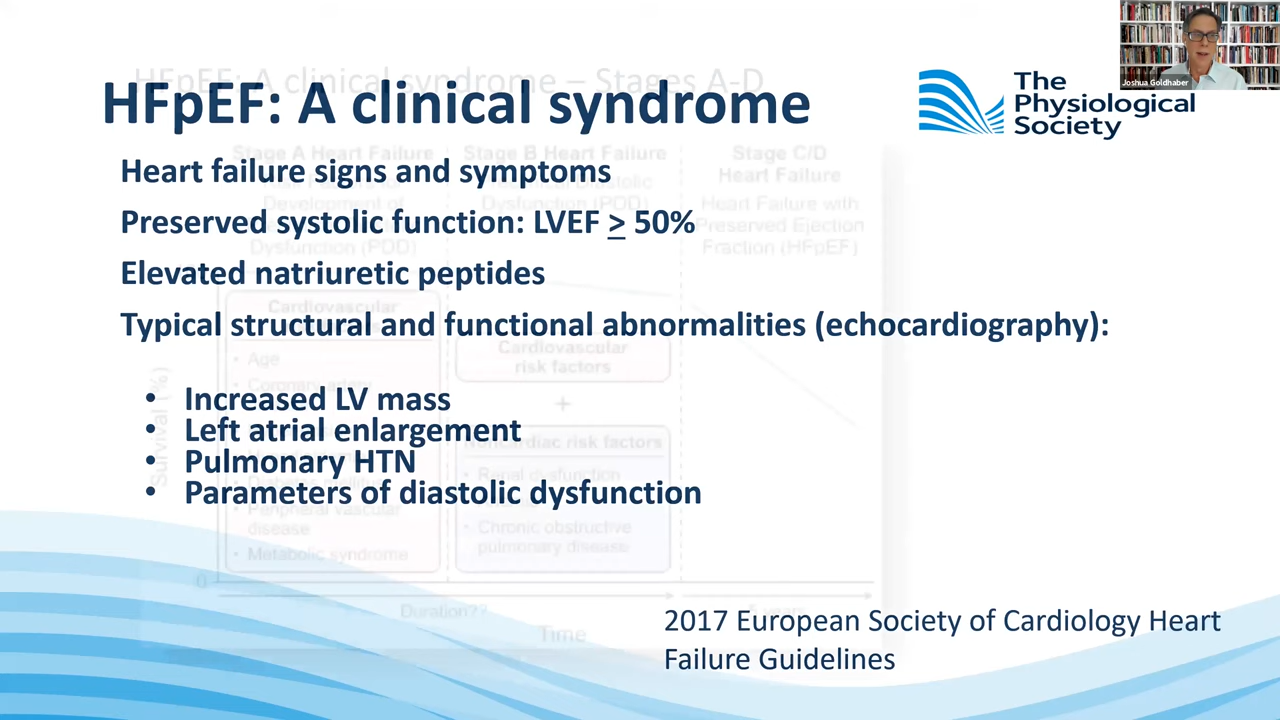 HFpEF: A clinical syndrome – Stages A-D
HFpEF: A clinical syndrome
The
Physiological
Society
Joshua Goldhaber
Heart failure signs and symptoms
Preserved systolic function: LVEF ≥ 50%
Elevated natriuretic peptides
Typical structural and functional abnormalities (echocardiography):
• Increased LV mass
• Left atrial enlargement
• Pulmonary HTN
• Parameters of diastolic dysfunction
2017 European Society of Cardiology Heart
Failure Guidelines
Stage A Heart Failure
Development of
Dysfunction (PDD)
Cardiovascular
• Age
• Peripheral vascular
disease
• Metabolic syndrome
Stage B Heart Failure
Dysfunction (PDD)
Cardiovascular
risk factors
+
risk factors
• Renal dysfunction
• Chronic obstructive
pulmonary disease
Stage C/D
Heart Failure
Heart Failure with
Preserved Ejection
Fraction (HFpEF)
Survival (%)
0
Duration??
Time